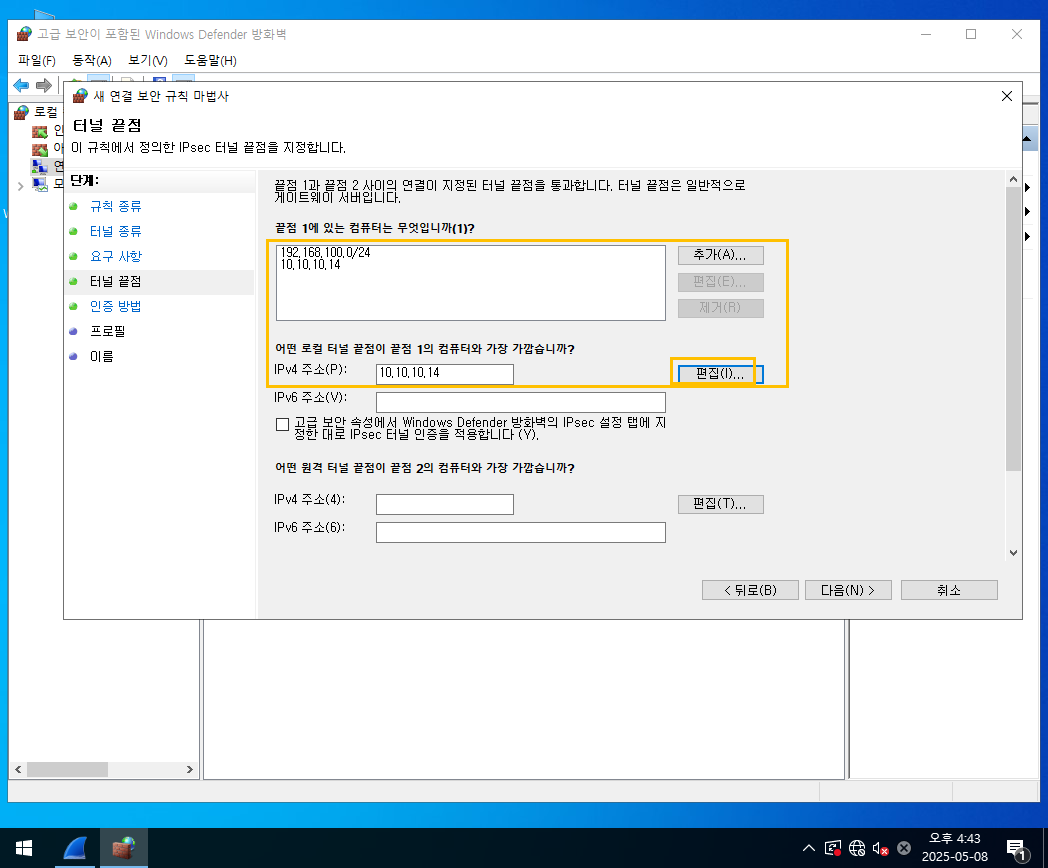 고급 보안이 포함된 Windows Defender 방화벽
파일(F) 동작(A) 보기(V) 도움말(H)
로컬
새 연결 보안 규칙 마법사
터널 끝점
이 규칙에서 정의한 IPsec 터널 끝점을 지정합니다.
단계:
규칙 종류
터널 종류
요구 사항
터널 끝점
인증 방법
프로필
이름
끝점 1과 끝점 2 사이의 연결이 지정된 터널 끝점을 통과합니다. 터널 끝점은 일반적으로
게이트웨이 서버입니다.
끝점 1에 있는 컴퓨터는 무엇입니까(1)?
192.168.100.0/24
10.10.10.14
추가(A)...
편집(E)...
제거(R)
어떤 로컬 터널 끝점이 끝점 1의 컴퓨터와 가장 가깝습니까?
IPv4 주소(P):
10.10.10.14
편집(I)...
IPv6 주소(V):
고급 보안 속성에서 Windows Defender 방화벽의 IPsec 설정 탭에 지
정한 대로 IPsec 터널 인증을 적용합니다(Y).
어떤 원격 터널 끝점이 끝점 2의 컴퓨터와 가장 가깝습니까?
IPv4 주소(4):
편집(T)...
IPv6 주소(6):
< 뒤로(B)
다음(N) >
취소
오후 4:43
2025-05-08
1